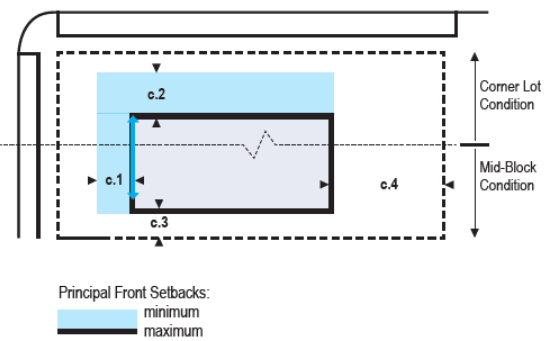 Corner Lot
Condition
c.2
Mid-Block
Condition
c.1
c.4
c.3
Principal Front Setbacks:
minimum
maximum